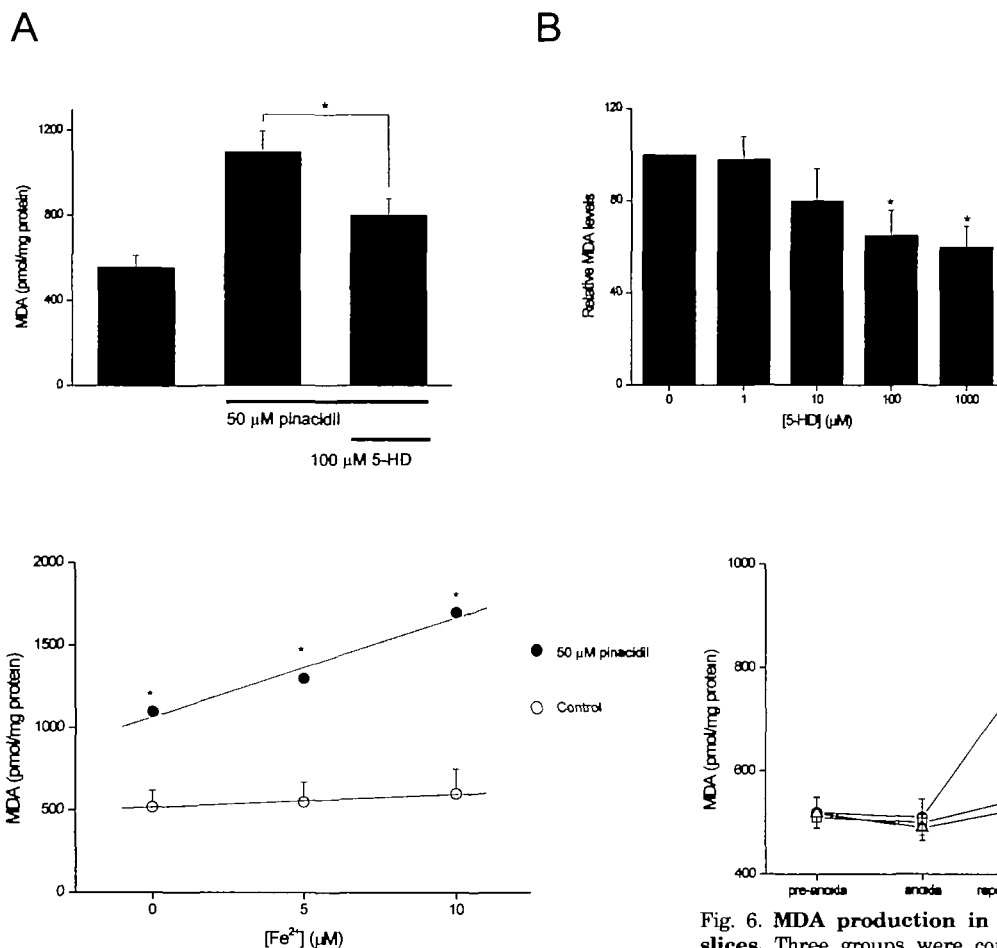 A
B
*
1200
800
400
0
MDA (pmol/mg protein)
50 μM pinacidil
100 μM 5-HD
120
80
40
0
Relative MDA levels
*
*
0 1 10 100 1000
[5-HD] (μM)
2000
1500
1000
500
0
MDA (pmol/mg protein)
*
*
*
50 μM pinacidil
Control
0 5 10
[Fe²⁺] (μM)
1000
800
600
400
MDA (pmol/mg protein)
pre-anoxia anoxia
Fig. 6. MDA production in
slices. Three groups were